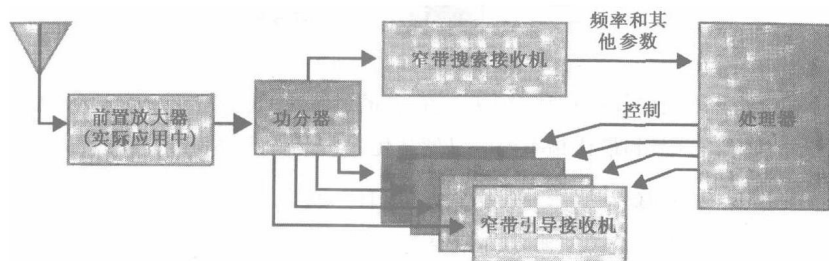 频率和其
他参数
窄带搜索接收机
前置放大器
(实际应用中)
功分器
控制
处理器
窄带引导接收机